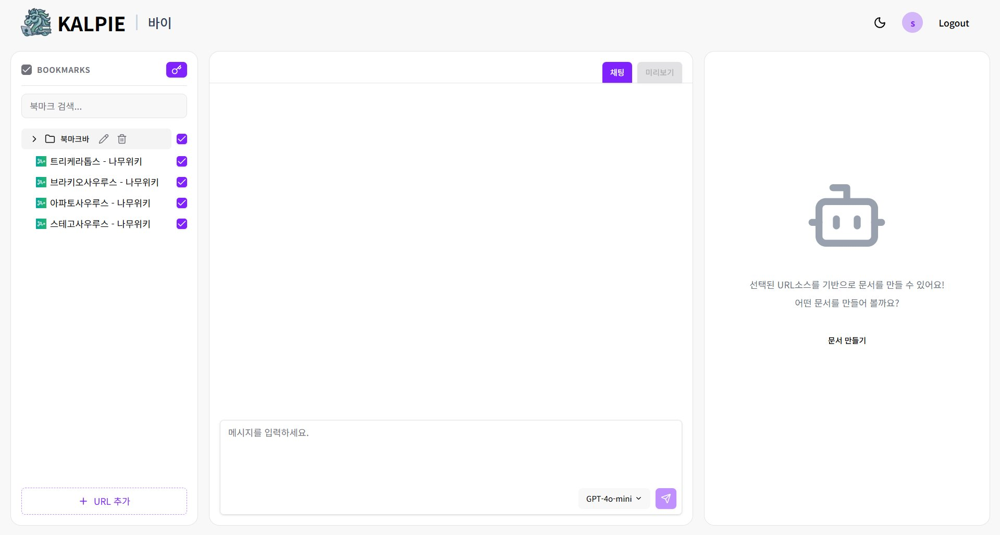 KALPIE
바이
s
Logout
BOOKMARKS
북마크 검색...
북마크바
트리케라톱스 - 나무위키
브라키오사우루스 - 나무위키
아파토사우루스 - 나무위키
스테고사우루스 - 나무위키
URL 추가
채팅
미리보기
메시지를 입력하세요.
GPT-4o-mini
선택된 URL소스를 기반으로 문서를 만들 수 있어요!
어떤 문서를 만들어 볼까요?
문서 만들기